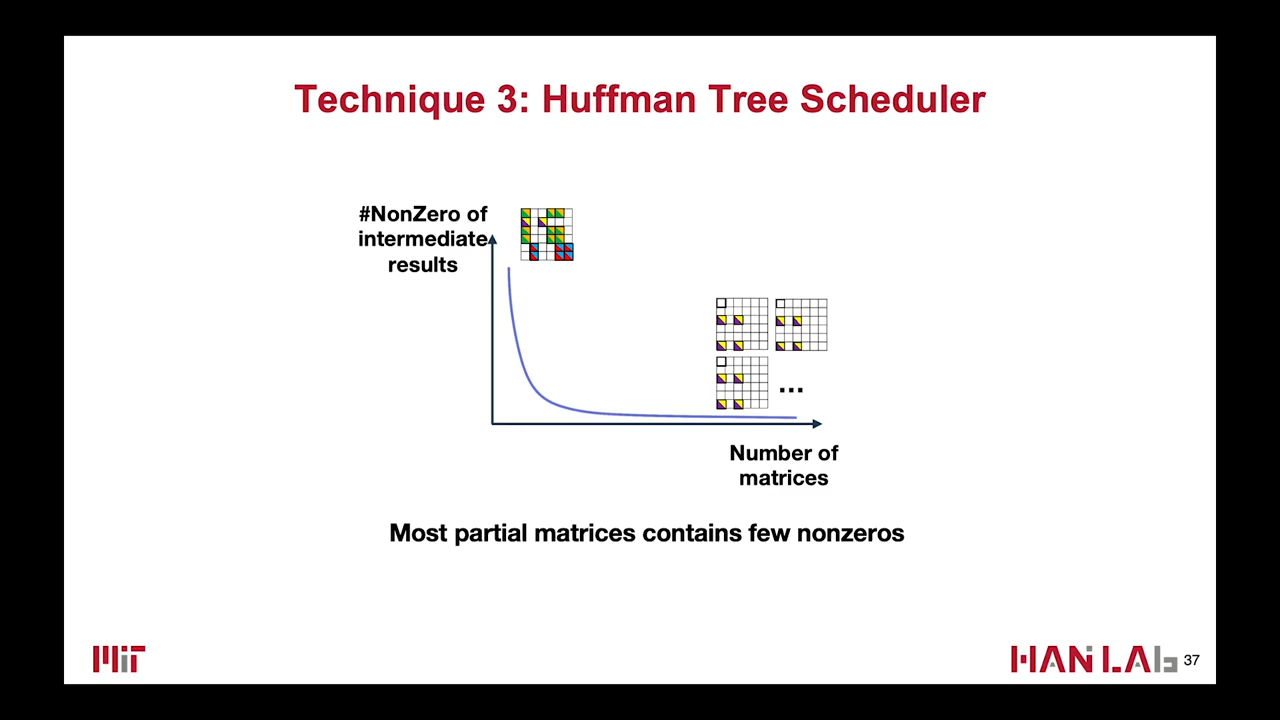 Technique 3: Huffman Tree Scheduler
#NonZero of
intermediate
results
...
Number of
matrices
Most partial matrices contains few nonzeros
MIT
HAN LAb
37